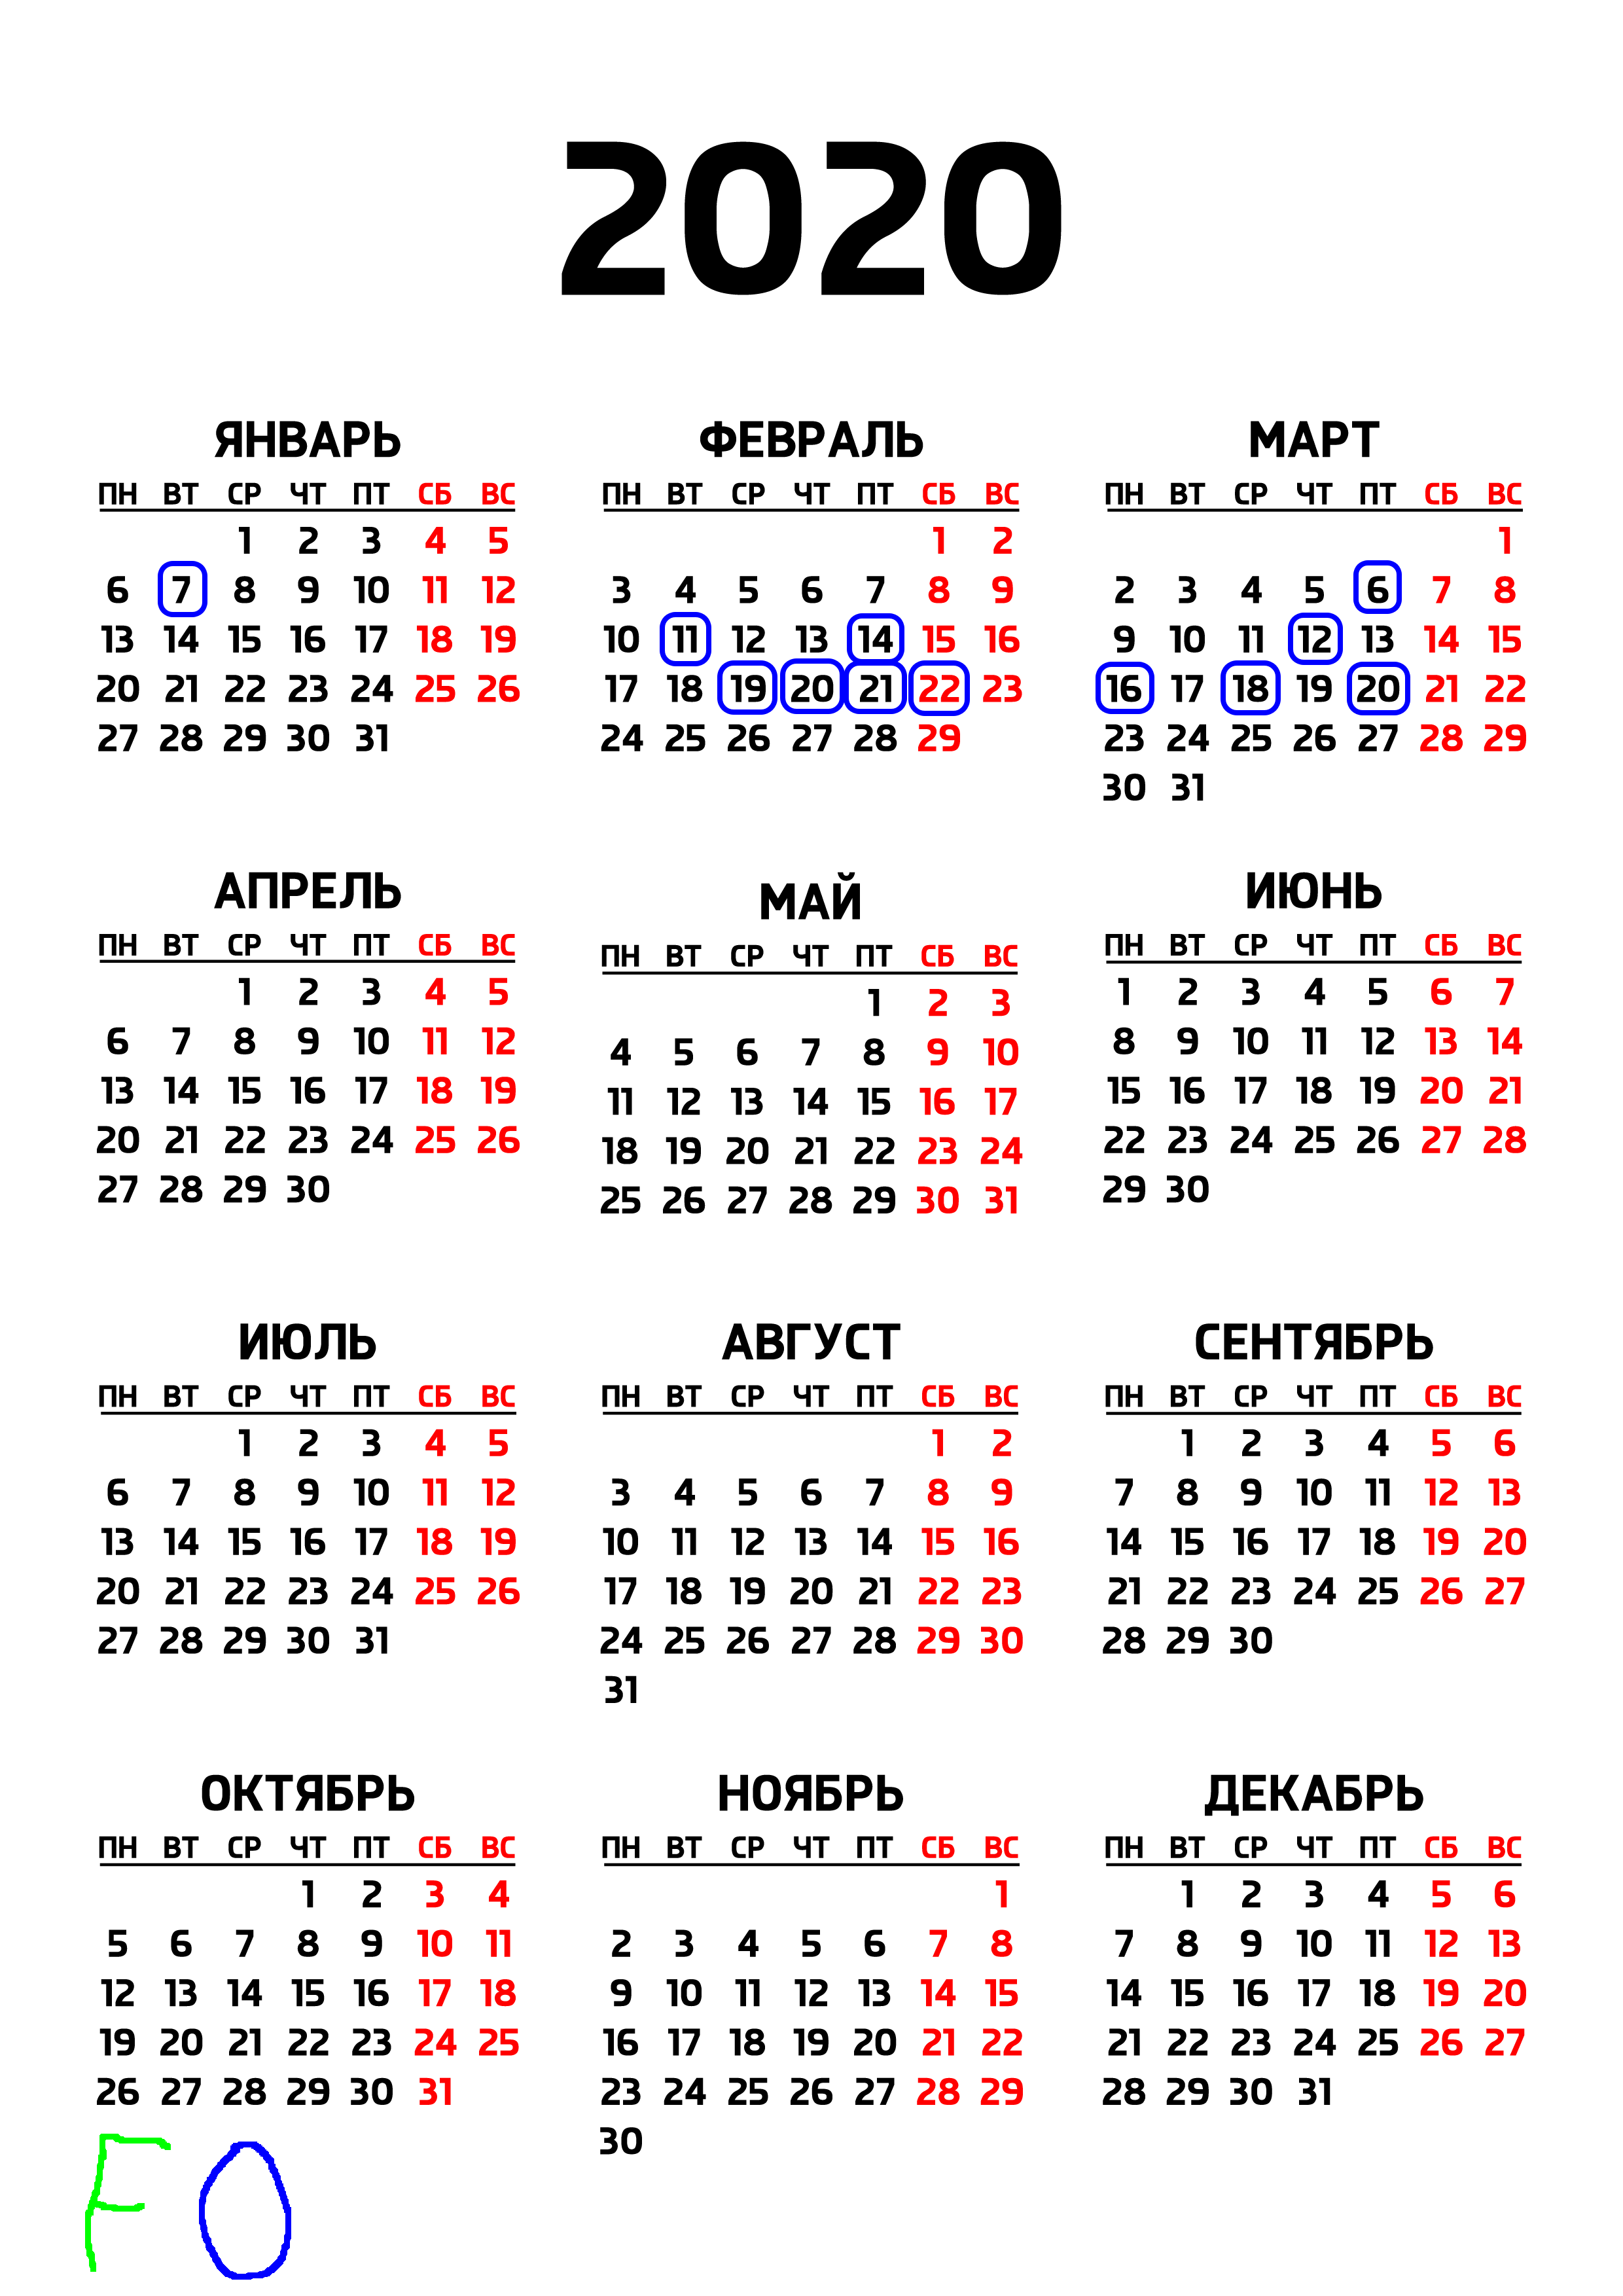 2020
ЯНВАРЬ ФЕВРАЛЬ МАРТ
ПН ВТ СР ЧТ ПТ СБ ВС ПН ВТ СР ЧТ ПТ СБ ВС ПН ВТ СР ЧТ ПТ СБ ВС
1 2 3 4 5 1 2 1
6 7 8 9 10 11 12 3 4 5 6 7 8 9 2 3 4 5 6 7 8
13 14 15 16 17 18 19 10 11 12 13 14 15 16 9 10 11 12 13 14 15
20 21 22 23 24 25 26 17 18 19 20 21 22 23 16 17 18 19 20 21 22
27 28 29 30 31 24 25 26 27 28 29 23 24 25 26 27 28 29
30 31
АПРЕЛЬ МАЙ ИЮНЬ
ПН ВТ СР ЧТ ПТ СБ ВС ПН ВТ СР ЧТ ПТ СБ ВС ПН ВТ СР ЧТ ПТ СБ ВС
1 2 3 4 5 1 2 3 1 2 3 4 5 6 7
6 7 8 9 10 11 12 4 5 6 7 8 9 10 8 9 10 11 12 13 14
13 14 15 16 17 18 19 11 12 13 14 15 16 17 15 16 17 18 19 20 21
20 21 22 23 24 25 26 18 19 20 21 22 23 24 22 23 24 25 26 27 28
27 28 29 30 25 26 27 28 29 30 31 29 30
ИЮЛЬ АВГУСТ СЕНТЯБРЬ
ПН ВТ СР ЧТ ПТ СБ ВС ПН ВТ СР ЧТ ПТ СБ ВС ПН ВТ СР ЧТ ПТ СБ ВС
1 2 3 4 5 1 2 1 2 3 4 5 6
6 7 8 9 10 11 12 3 4 5 6 7 8 9 7 8 9 10 11 12 13
13 14 15 16 17 18 19 10 11 12 13 14 15 16 14 15 16 17 18 19 20
20 21 22 23 24 25 26 17 18 19 20 21 22 23 21 22 23 24 25 26 27
27 28 29 30 31 24 25 26 27 28 29 30 28 29 30
31
ОКТЯБРЬ НОЯБРЬ ДЕКАБРЬ
ПН ВТ СР ЧТ ПТ СБ ВС ПН ВТ СР ЧТ ПТ СБ ВС ПН ВТ СР ЧТ ПТ СБ ВС
1 2 3 4 1 1 2 3 4 5 6
5 6 7 8 9 10 11 2 3 4 5 6 7 8 7 8 9 10 11 12 13
12 13 14 15 16 17 18 9 10 11 12 13 14 15 14 15 16 17 18 19 20
19 20 21 22 23 24 25 16 17 18 19 20 21 22 21 22 23 24 25 26 27
26 27 28 29 30 31 23 24 25 26 27 28 29 28 29 30 31
30
FO